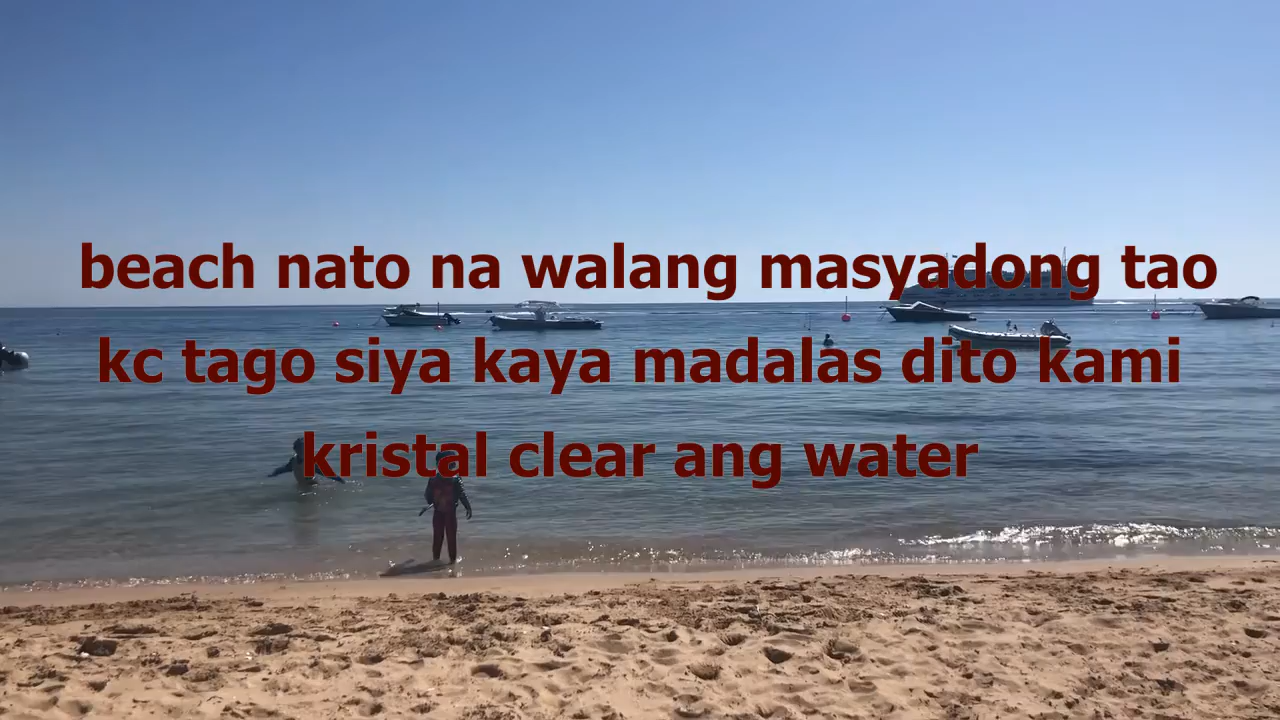 beach nato na walang masyadong tao
kc tago siya kaya madalas dito kami
kristal clear ang water